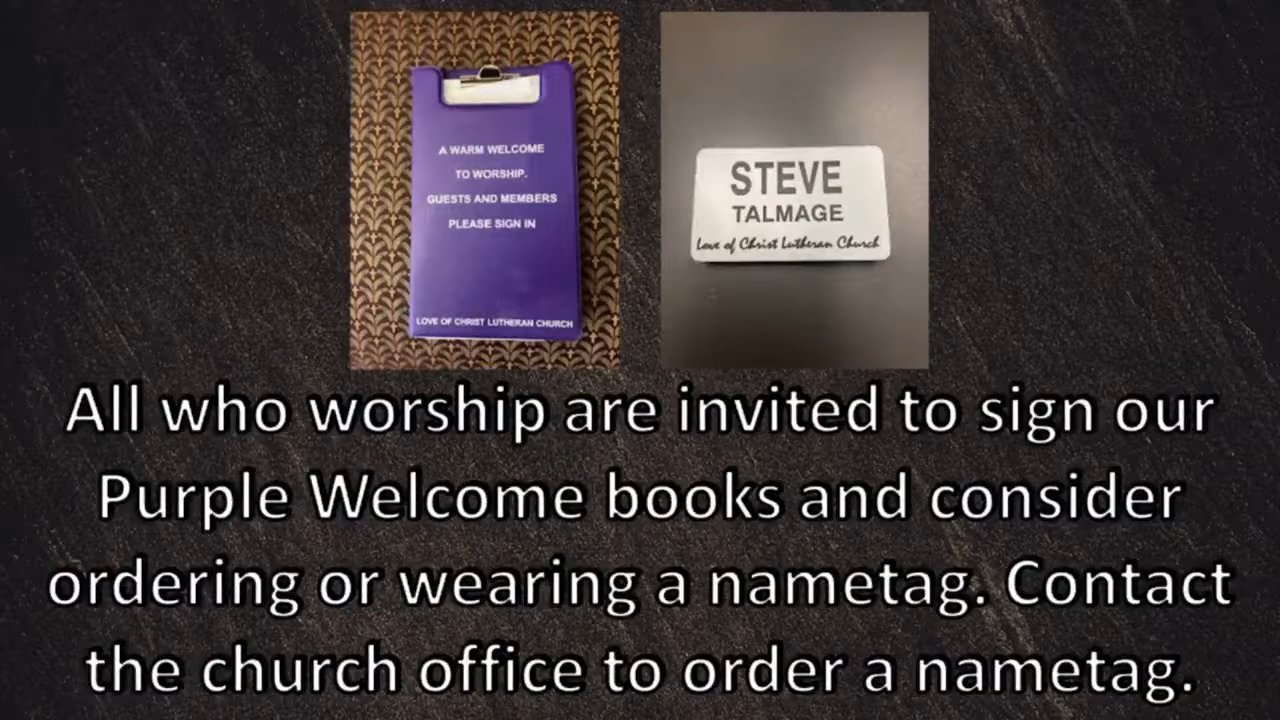 A WARM WELCOME
TO WORSHIP.
GUESTS AND MEMBERS
PLEASE SIGN IN
LOVE OF CHRIST LUTHERAN CHURCH
STEVE
TALMAGE
Love of Christ Lutheran Church
All who worship are invited to sign our
Purple Welcome books and consider
ordering or wearing a nametag. Contact
the church office to order a nametag.